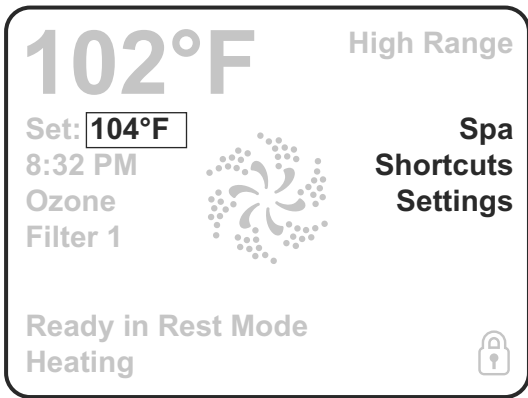 102°F
High Range
Set: 104°F
Spa
8:32 PM
Shortcuts
Ozone
Settings
Filter 1
Ready in Rest Mode
Heating